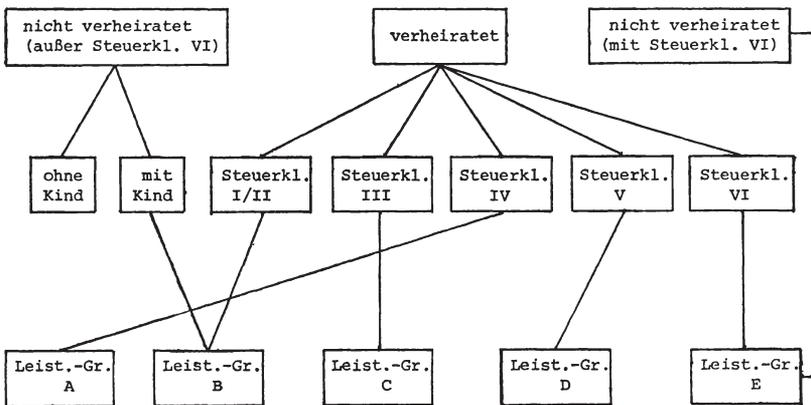 nicht verheiratet
(außer Steuerkl. VI)
verheiratet
nicht verheiratet
(mit Steuerkl. VI)
ohne
Kind
mit
Kind
Steuerkl.
I/II
Steuerkl.
III
Steuerkl.
IV
Steuerkl.
V
Steuerkl.
VI
Leist.-Gr.
A
Leist.-Gr.
B
Leist.-Gr.
C
Leist.-Gr.
D
Leist.-Gr.
E